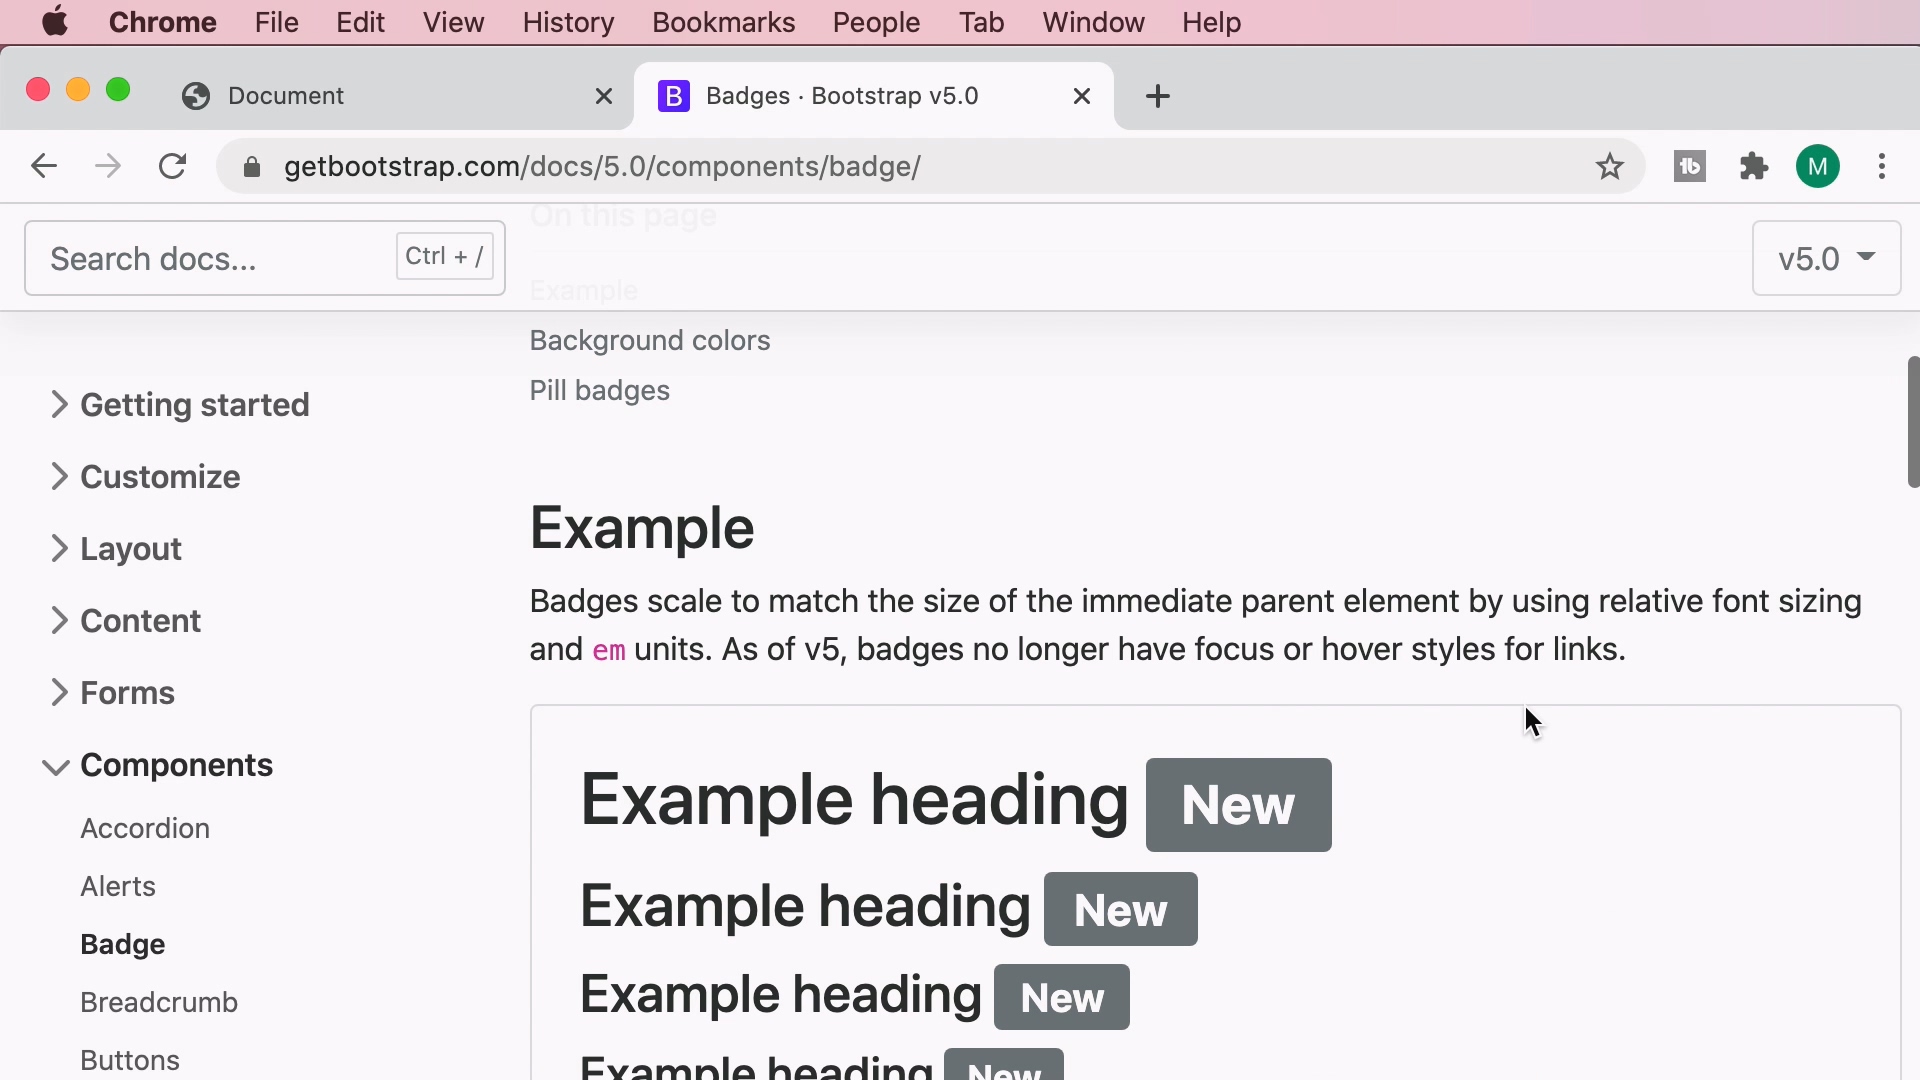 Chrome File Edit View History Bookmarks People Tab Window Help
Document
B Badges · Bootstrap v5.0
getbootstrap.com/docs/5.0/components/badge/
M
On this page
Search docs... Ctrl + /
v5.0
Example
Background colors
Pill badges
Getting started
Customize
Layout
Content
Forms
Components
Accordion
Alerts
Badge
Breadcrumb
Buttons
Example
Badges scale to match the size of the immediate parent element by using relative font sizing
and em units. As of v5, badges no longer have focus or hover styles for links.
Example heading New
Example heading New
Example heading New
Example heading New